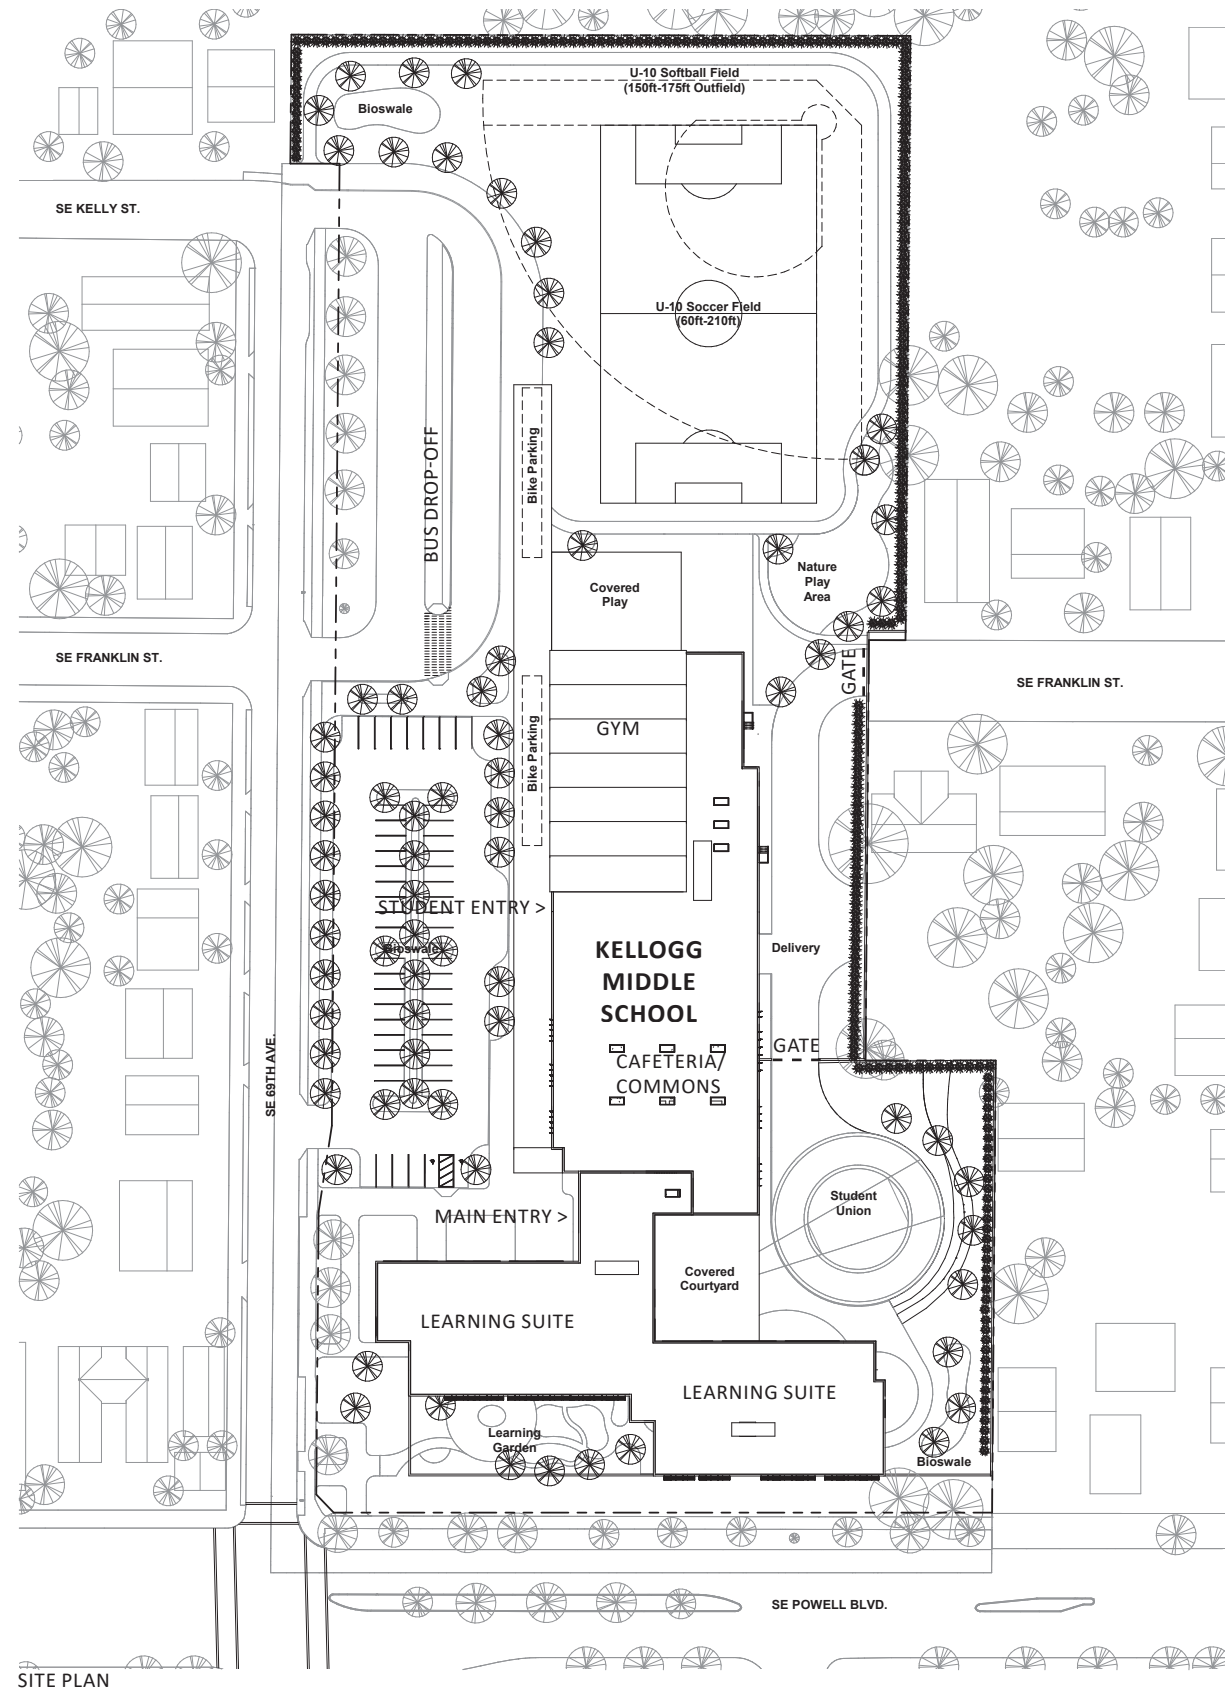 U-10 Softball Field
(150ft-175ft Outfield)
Bioswale
SE KELLY ST.
U-10 Soccer Field
(60ft-210ft)
BUS DROP-OFF
Bike Parking
Covered
Play
Nature
Play
Area
SE FRANKLIN ST.
GATE
SE FRANKLIN ST.
GYM
Bike Parking
STUDENT ENTRY >
Bioswale
KELLOGG
MIDDLE
SCHOOL
Delivery
SE 69TH AVE.
GATE
CAFETERIA/
COMMONS
Student
Union
MAIN ENTRY >
Covered
Courtyard
LEARNING SUITE
LEARNING SUITE
Learning
Garden
Bioswale
SE POWELL BLVD.
SITE PLAN